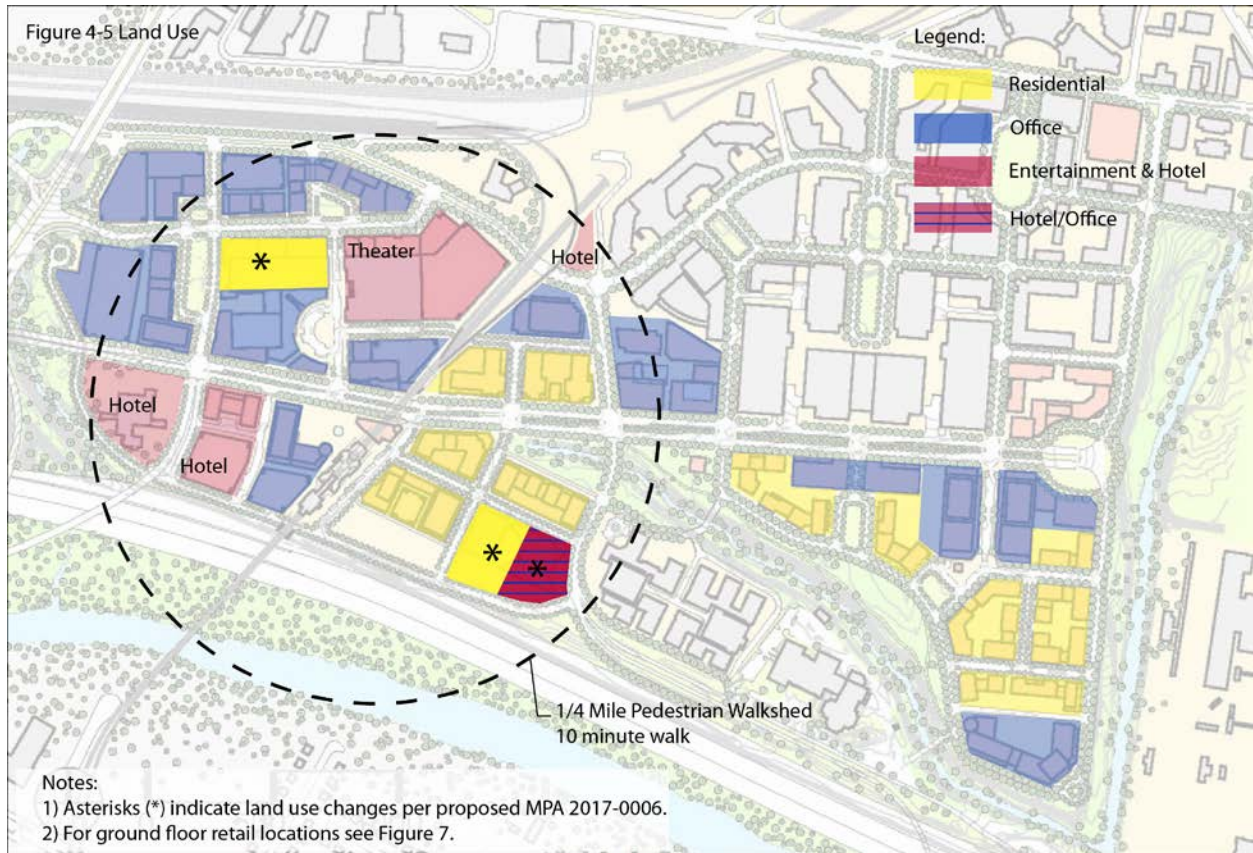 Figure 4-5 Land Use
Legend:
Residential
Office
Entertainment & Hotel
Hotel/Office
*
Theater
Hotel
Hotel
Hotel
*
*
1/4 Mile Pedestrian Walkshed
10 minute walk
Notes:
1) Asterisks (*) indicate land use changes per proposed MPA 2017-0006.
2) For ground floor retail locations see Figure 7.